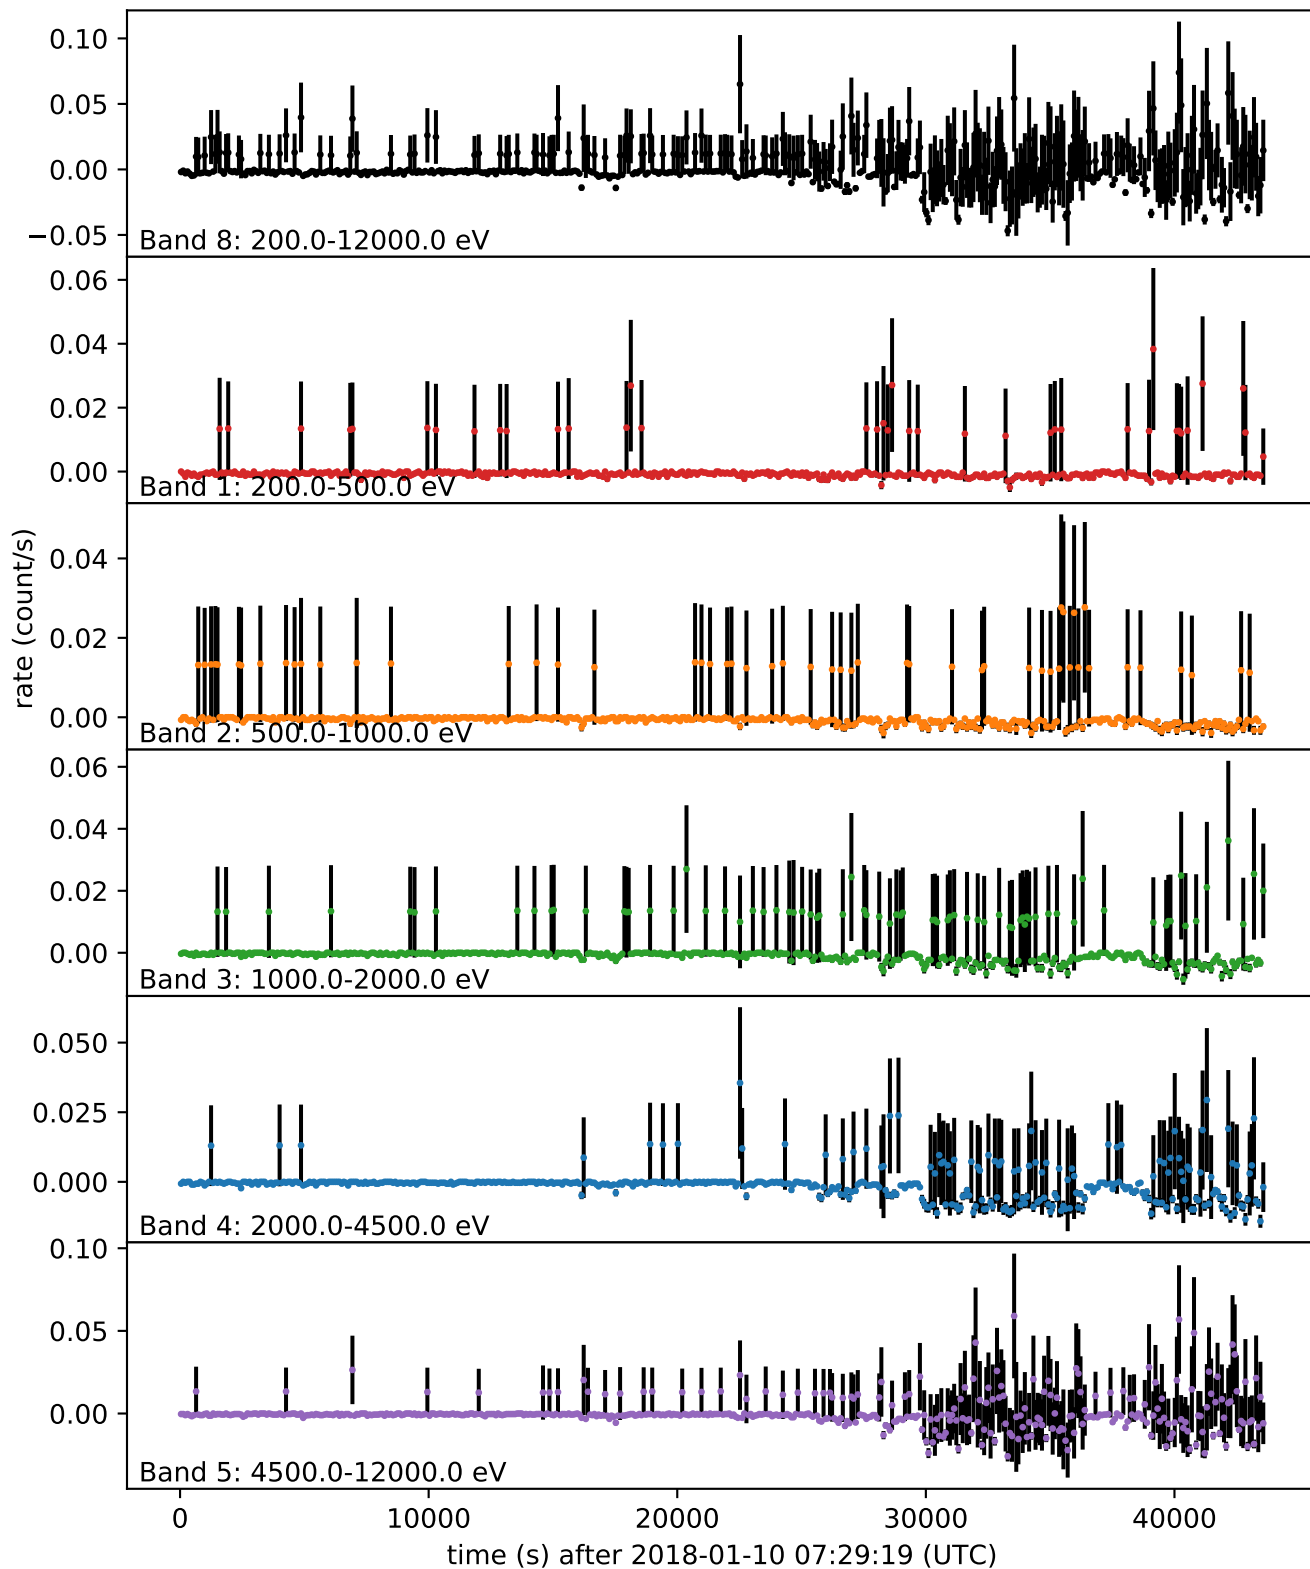 0.10
0.05
0.00
−0.05
Band 8: 200.0-12000.0 eV
0.06
0.04
0.02
0.00
Band 1: 200.0-500.0 eV
0.04
0.02
0.00
Band 2: 500.0-1000.0 eV
rate (count/s)
0.06
0.04
0.02
0.00
Band 3: 1000.0-2000.0 eV
0.050
0.025
0.000
Band 4: 2000.0-4500.0 eV
0.10
0.05
0.00
Band 5: 4500.0-12000.0 eV
0 10000 20000 30000 40000
time (s) after 2018-01-10 07:29:19 (UTC)